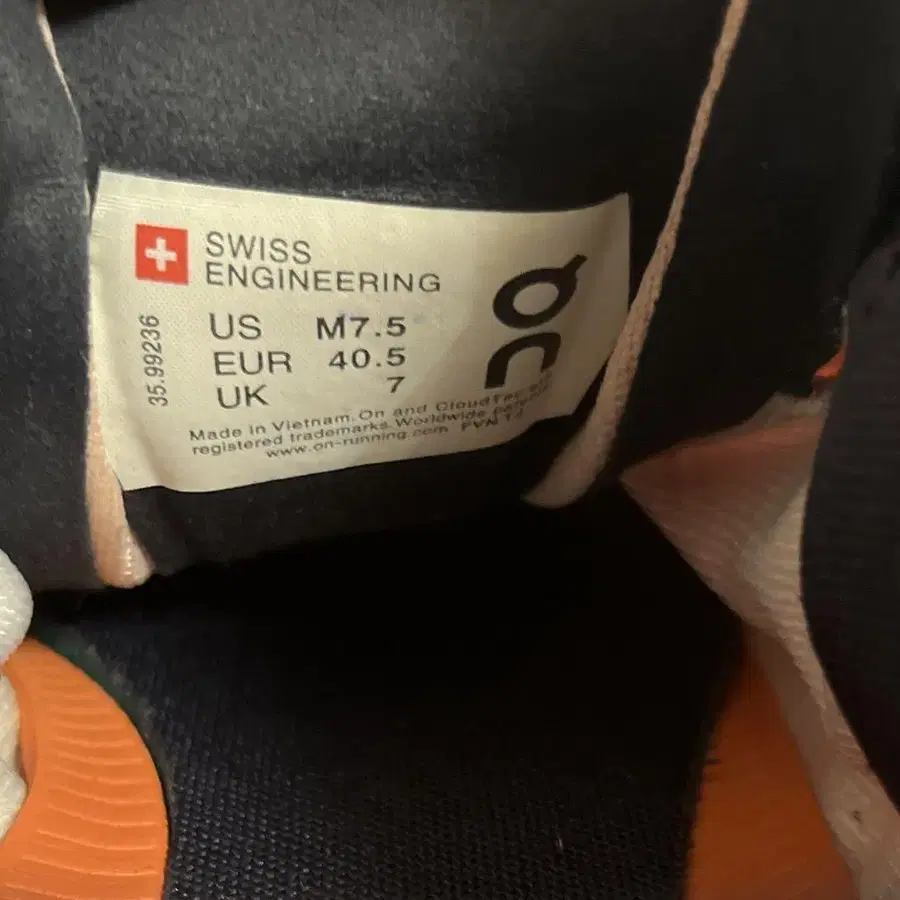 SWISS
ENGINEERING
US M7.5
EUR 40.5
UK 7
35.99236
On
Made in Vietnam. On and
registered trademarks. Worldwide
www.on-running.com